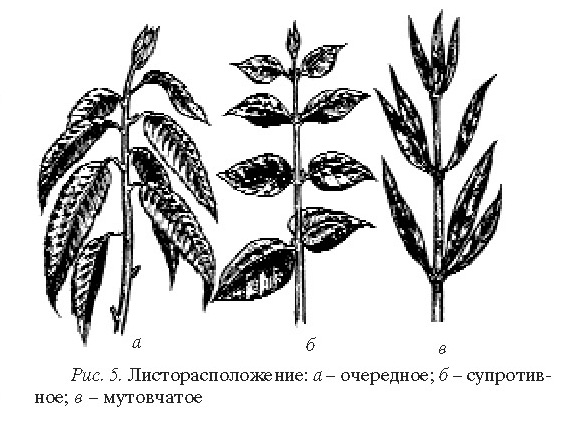 а
б
в
Рис. 5. Листорасположение: а – очередное; б – супротив-
ное; в – мутовчатое